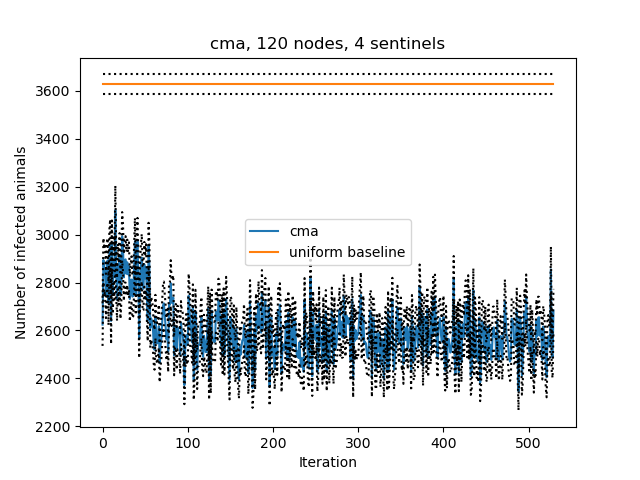 cma, 120 nodes, 4 sentinels
3600
3400
3200
3000
2800
2600
2400
2200
Number of infected animals
cma
uniform baseline
0 100 200 300 400 500
Iteration